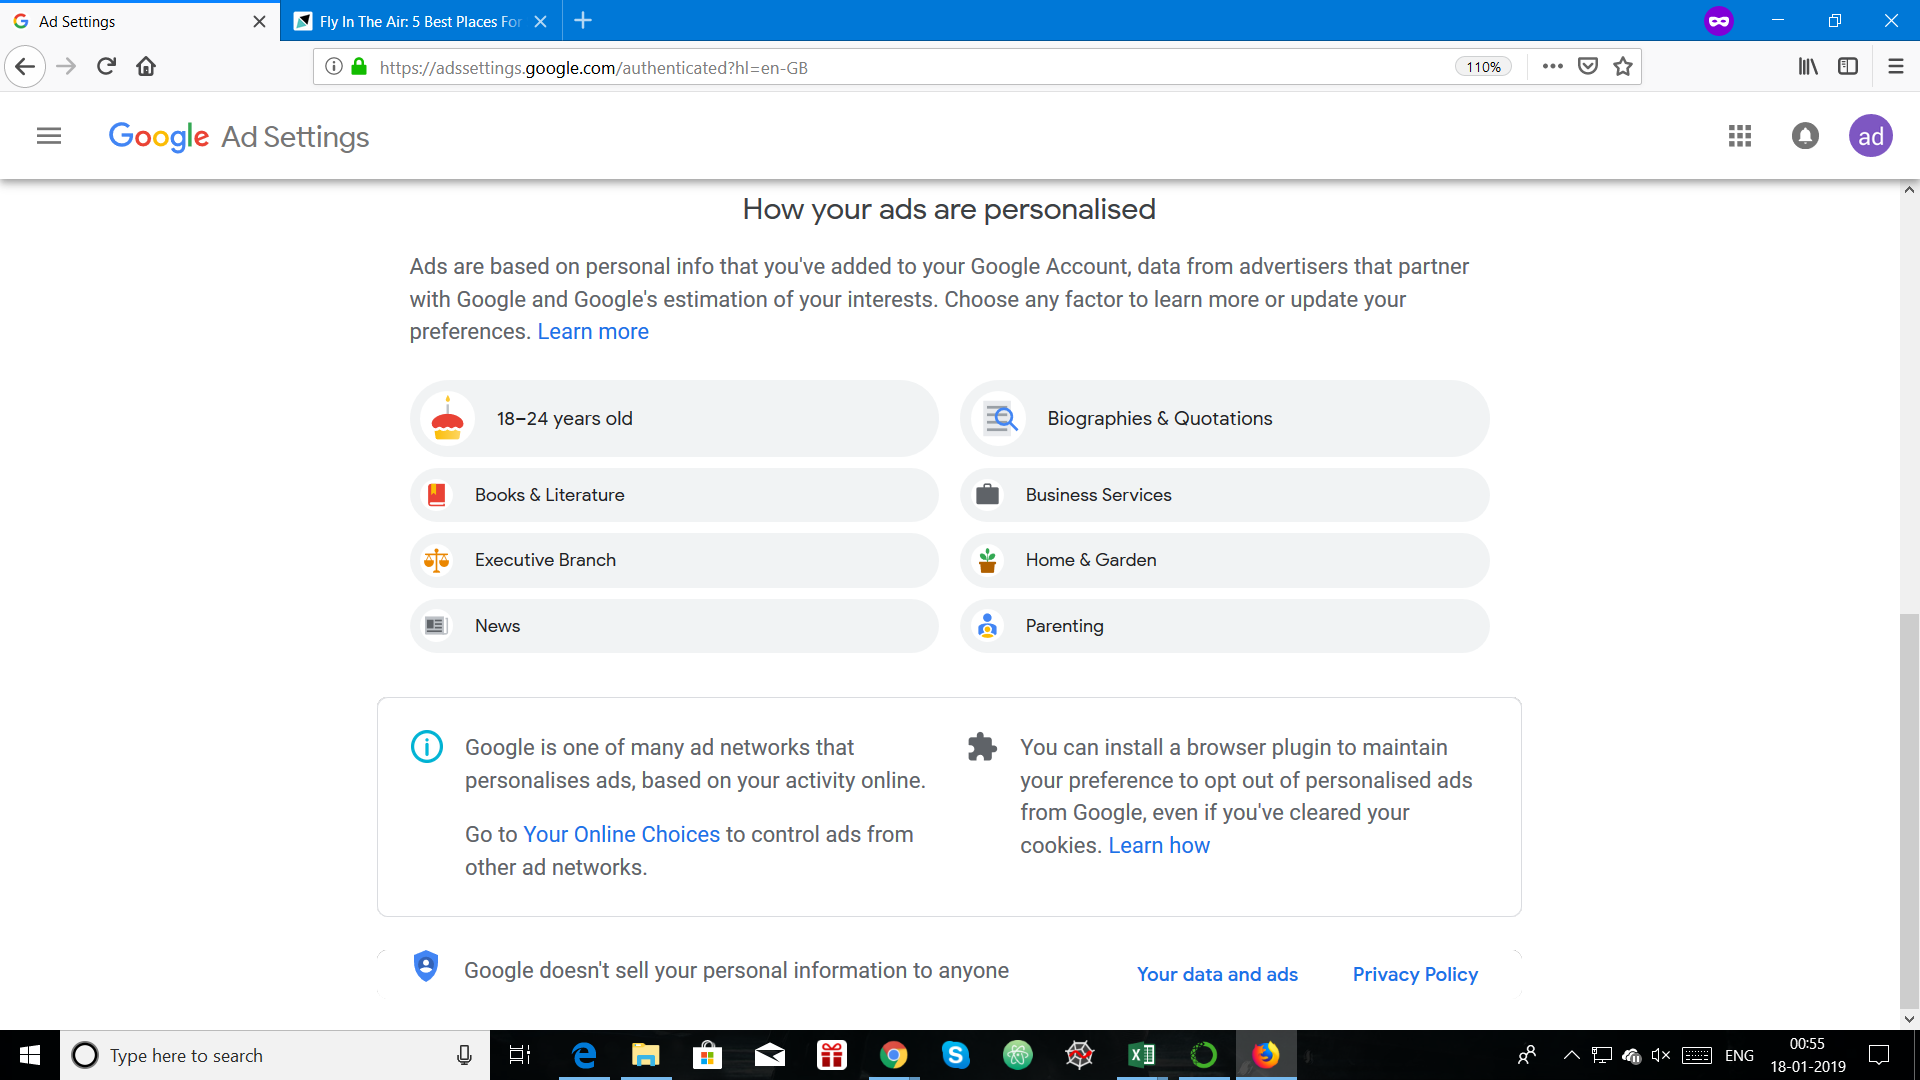 Ad Settings
Fly In The Air: 5 Best Places For
https://adssettings.google.com/authenticated?hl=en-GB
110%
Google Ad Settings
ad
How your ads are personalised
Ads are based on personal info that you've added to your Google Account, data from advertisers that partner
with Google and Google's estimation of your interests. Choose any factor to learn more or update your
preferences. Learn more
18–24 years old
Biographies & Quotations
Books & Literature
Business Services
Executive Branch
Home & Garden
News
Parenting
Google is one of many ad networks that
personalises ads, based on your activity online.
Go to Your Online Choices to control ads from
other ad networks.
You can install a browser plugin to maintain
your preference to opt out of personalised ads
from Google, even if you've cleared your
cookies. Learn how
Google doesn't sell your personal information to anyone
Your data and ads
Privacy Policy
Type here to search
ENG
00:55
18-01-2019